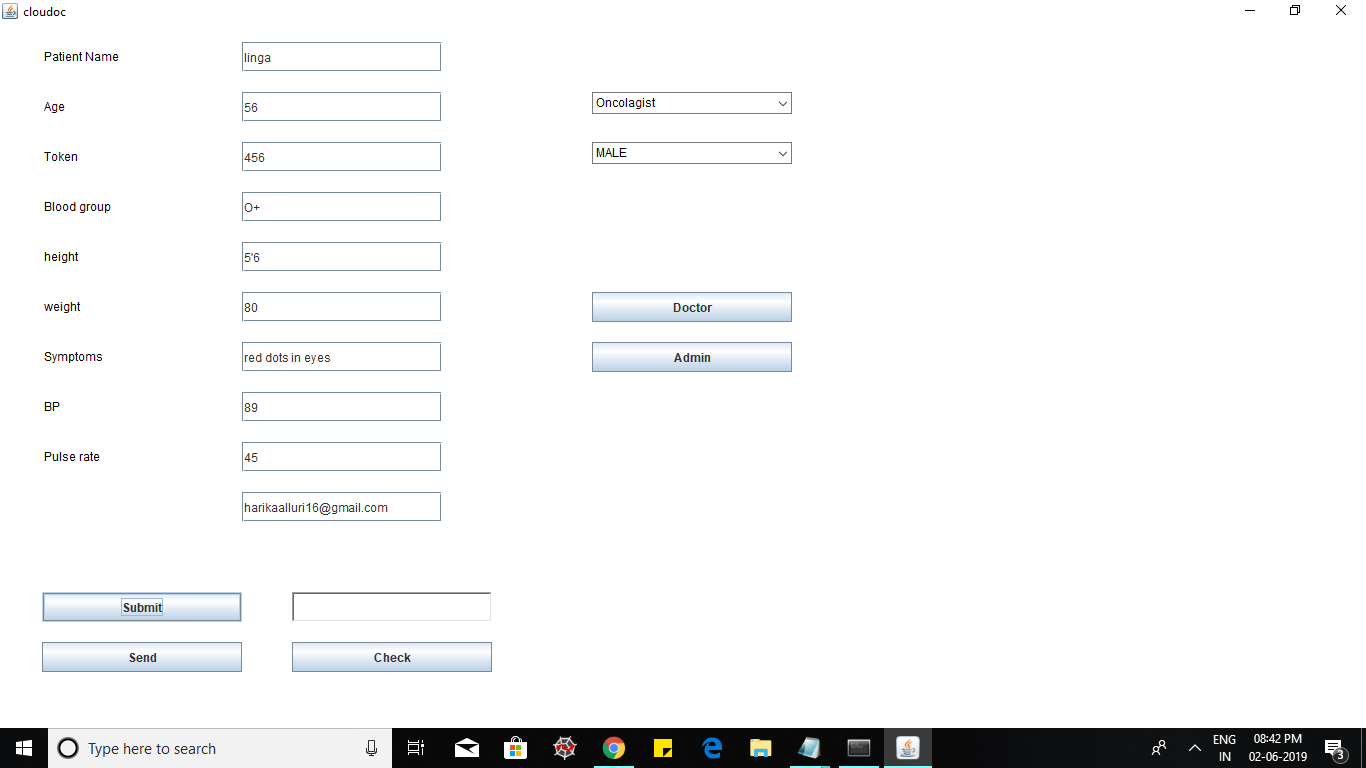 cloudoc
Patient Name
linga
Age
56
Oncolagist
Token
456
MALE
Blood group
O+
height
5'6
weight
80
Doctor
Symptoms
red dots in eyes
Admin
BP
89
Pulse rate
45
harikaalluri16@gmail.com
Submit
Send
Check
Type here to search
ENG
IN
08:42 PM
02-06-2019
3